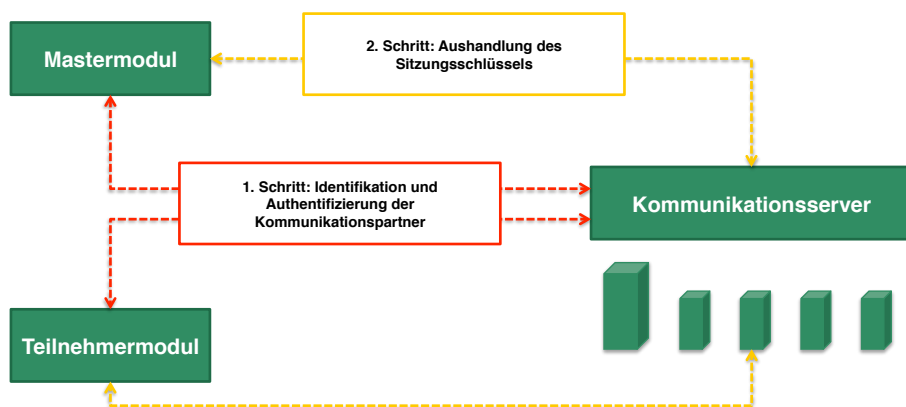 2. Schritt: Aushandlung des
Sitzungsschlüssels
Mastermodul
1. Schritt: Identifikation und
Authentifizierung der
Kommunikationspartner
Kommunikationsserver
Teilnehmermodul